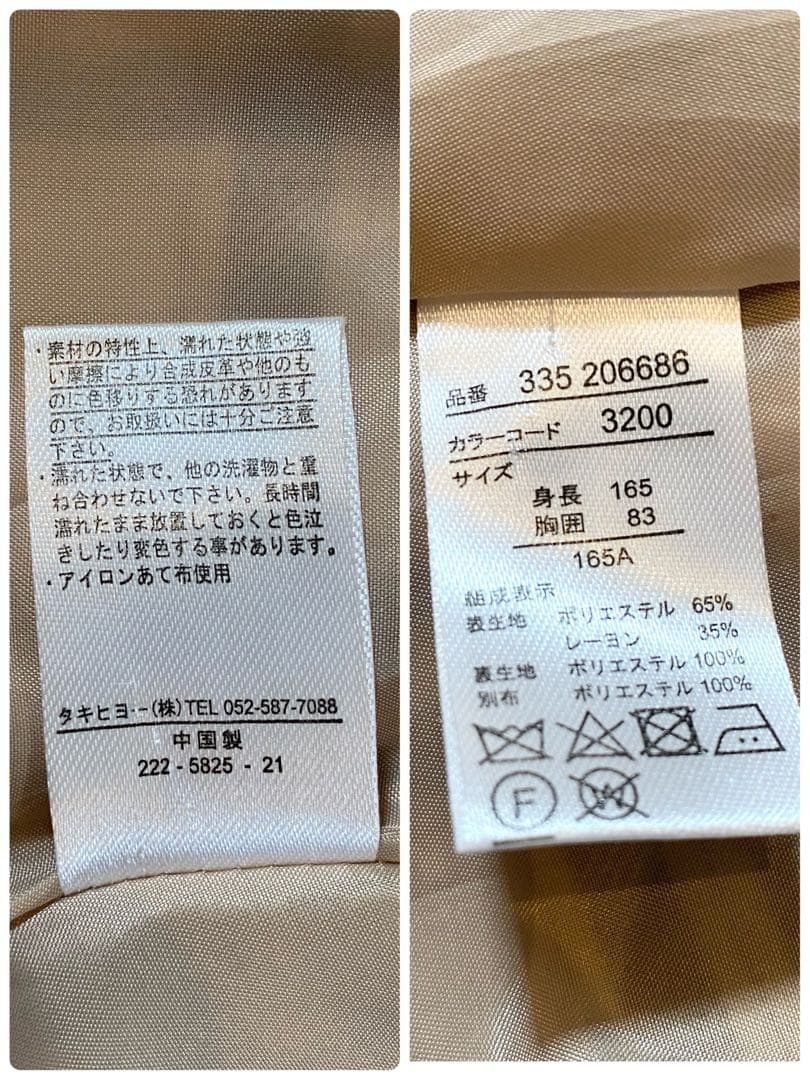 ・素材の特性上、濡れた状態や強
い摩擦により合成皮革や他のも
のに色移りする恐れがあります
ので、お取扱いには十分ご注意
下さい。
・濡れた状態で、他の洗濯物と重
ね合わせないで下さい。長時間
濡れたまま放置しておくと色泣
きしたり変色する事があります。
・アイロンあて布使用
タキヒヨー(株)TEL 052-587-7088
中国製
222 - 5825 - 21
品番 335 206686
カラーコード 3200
サイズ
身長 165
胸囲 83
165A
組成表示
表生地 ポリエステル 65%
レーヨン 35%
裏生地 ポリエステル 100%
別布 ポリエステル 100%
F
W